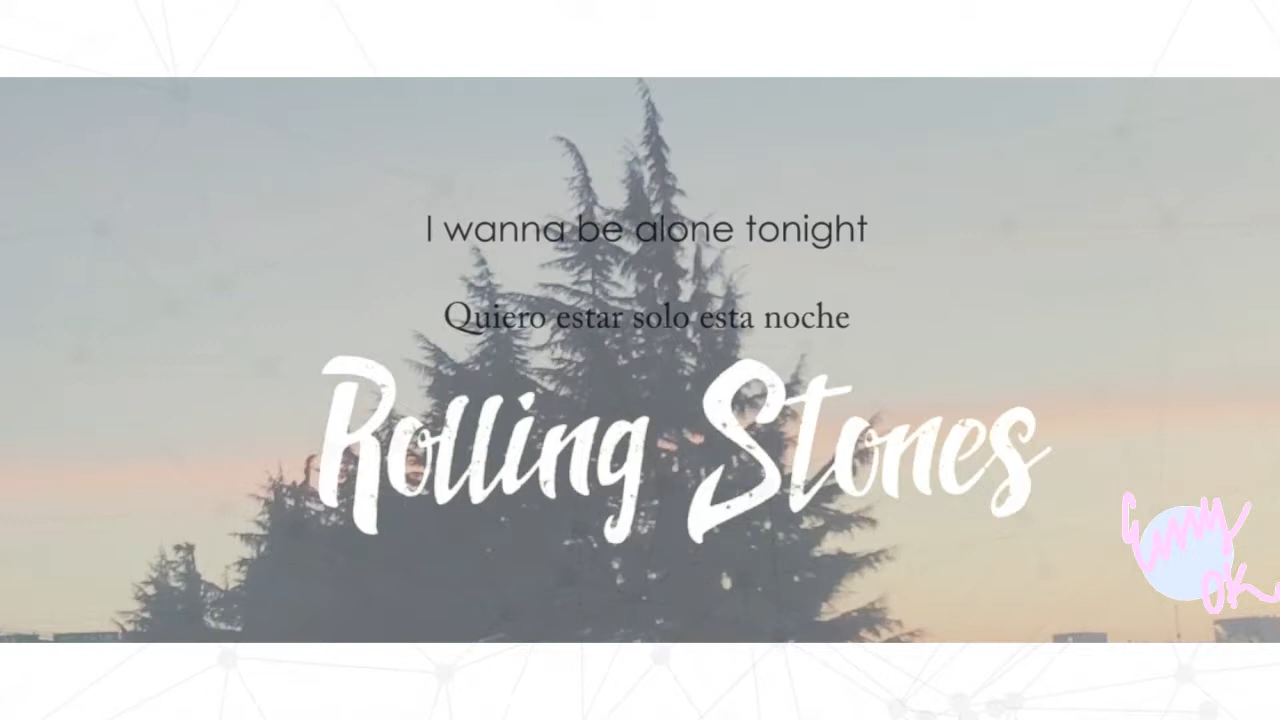 I wanna be alone tonight
Quiero estar solo esta noche
Rolling Stones